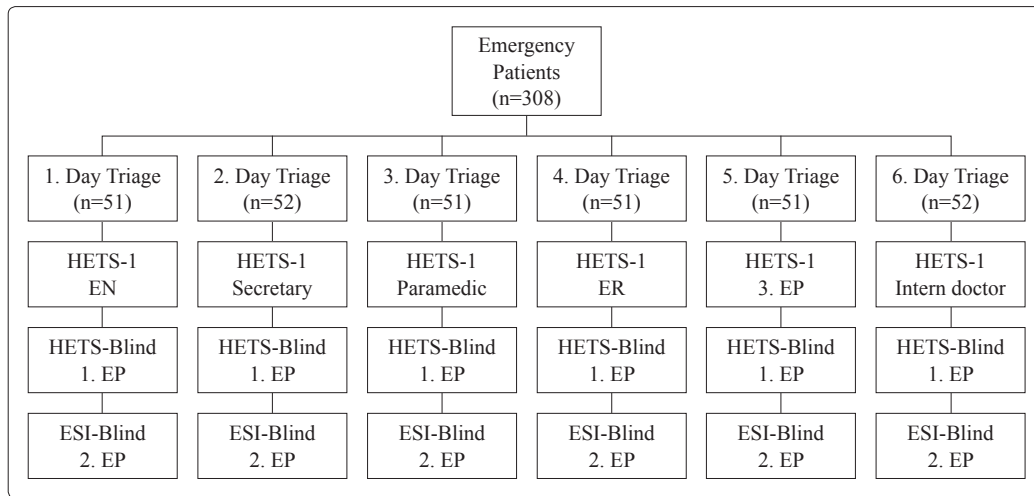 Emergency
Patients
(n=308)
1. Day Triage
(n=51)
2. Day Triage
(n=52)
3. Day Triage
(n=51)
4. Day Triage
(n=51)
5. Day Triage
(n=51)
6. Day Triage
(n=52)
HETS-1
EN
HETS-1
Secretary
HETS-1
Paramedic
HETS-1
ER
HETS-1
3. EP
HETS-1
Intern doctor
HETS-Blind
1. EP
HETS-Blind
1. EP
HETS-Blind
1. EP
HETS-Blind
1. EP
HETS-Blind
1. EP
HETS-Blind
1. EP
ESI-Blind
2. EP
ESI-Blind
2. EP
ESI-Blind
2. EP
ESI-Blind
2. EP
ESI-Blind
2. EP
ESI-Blind
2. EP